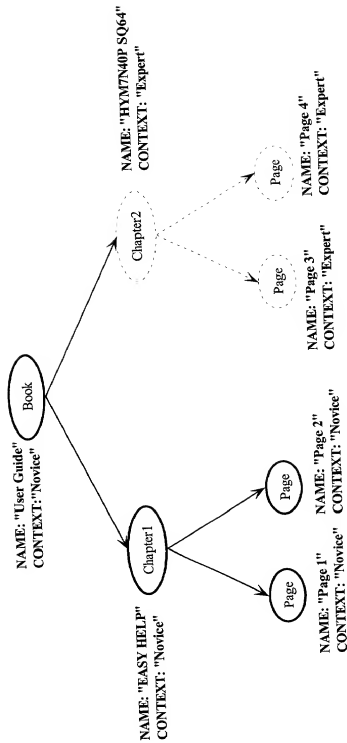 NAME: "User Guide"
CONTEXT:"Novice"
Book
NAME: "EASY HELP"
CONTEXT: "Novice"
Chapter1
Chapter2
NAME: "HYM7N40P SQ64"
CONTEXT: "Expert"
Page
Page
Page
Page
NAME: "Page 1"
CONTEXT: "Novice"
NAME: "Page 2"
CONTEXT: "Novice"
NAME: "Page 3"
CONTEXT: "Expert"
NAME: "Page 4"
CONTEXT: "Expert"